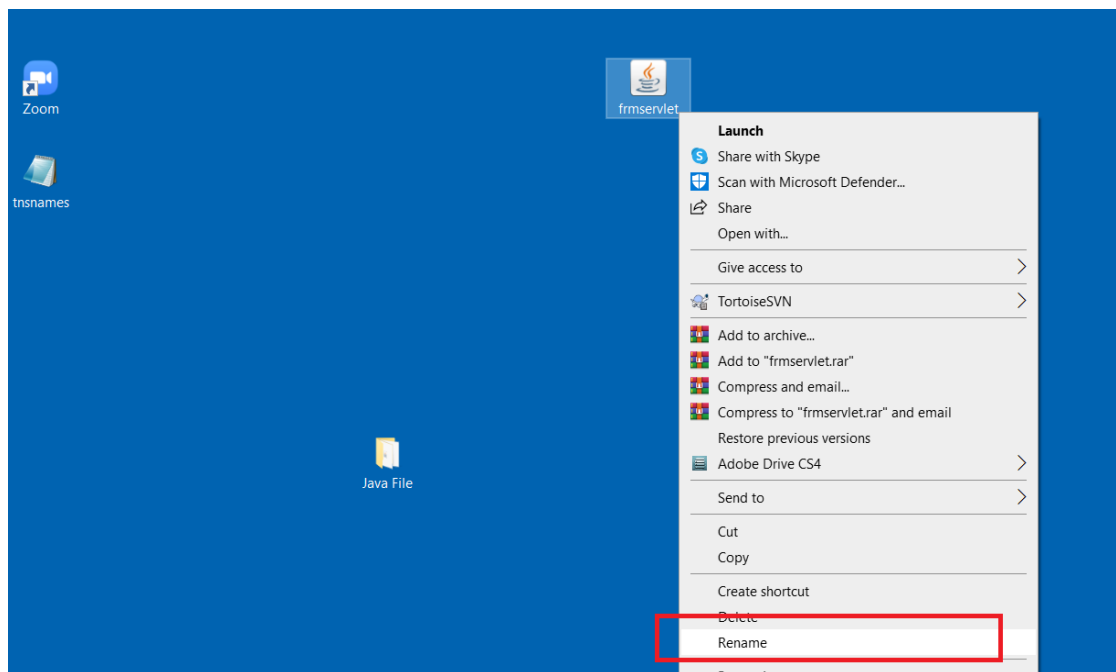 Zoom
tnsnames
Java File
frmservlet
Launch
Share with Skype
Scan with Microsoft Defender...
Share
Open with...
Give access to
TortoiseSVN
Add to archive...
Add to "frmservlet.rar"
Compress and email...
Compress to "frmservlet.rar" and email
Restore previous versions
Adobe Drive CS4
Send to
Cut
Copy
Create shortcut
Delete
Rename